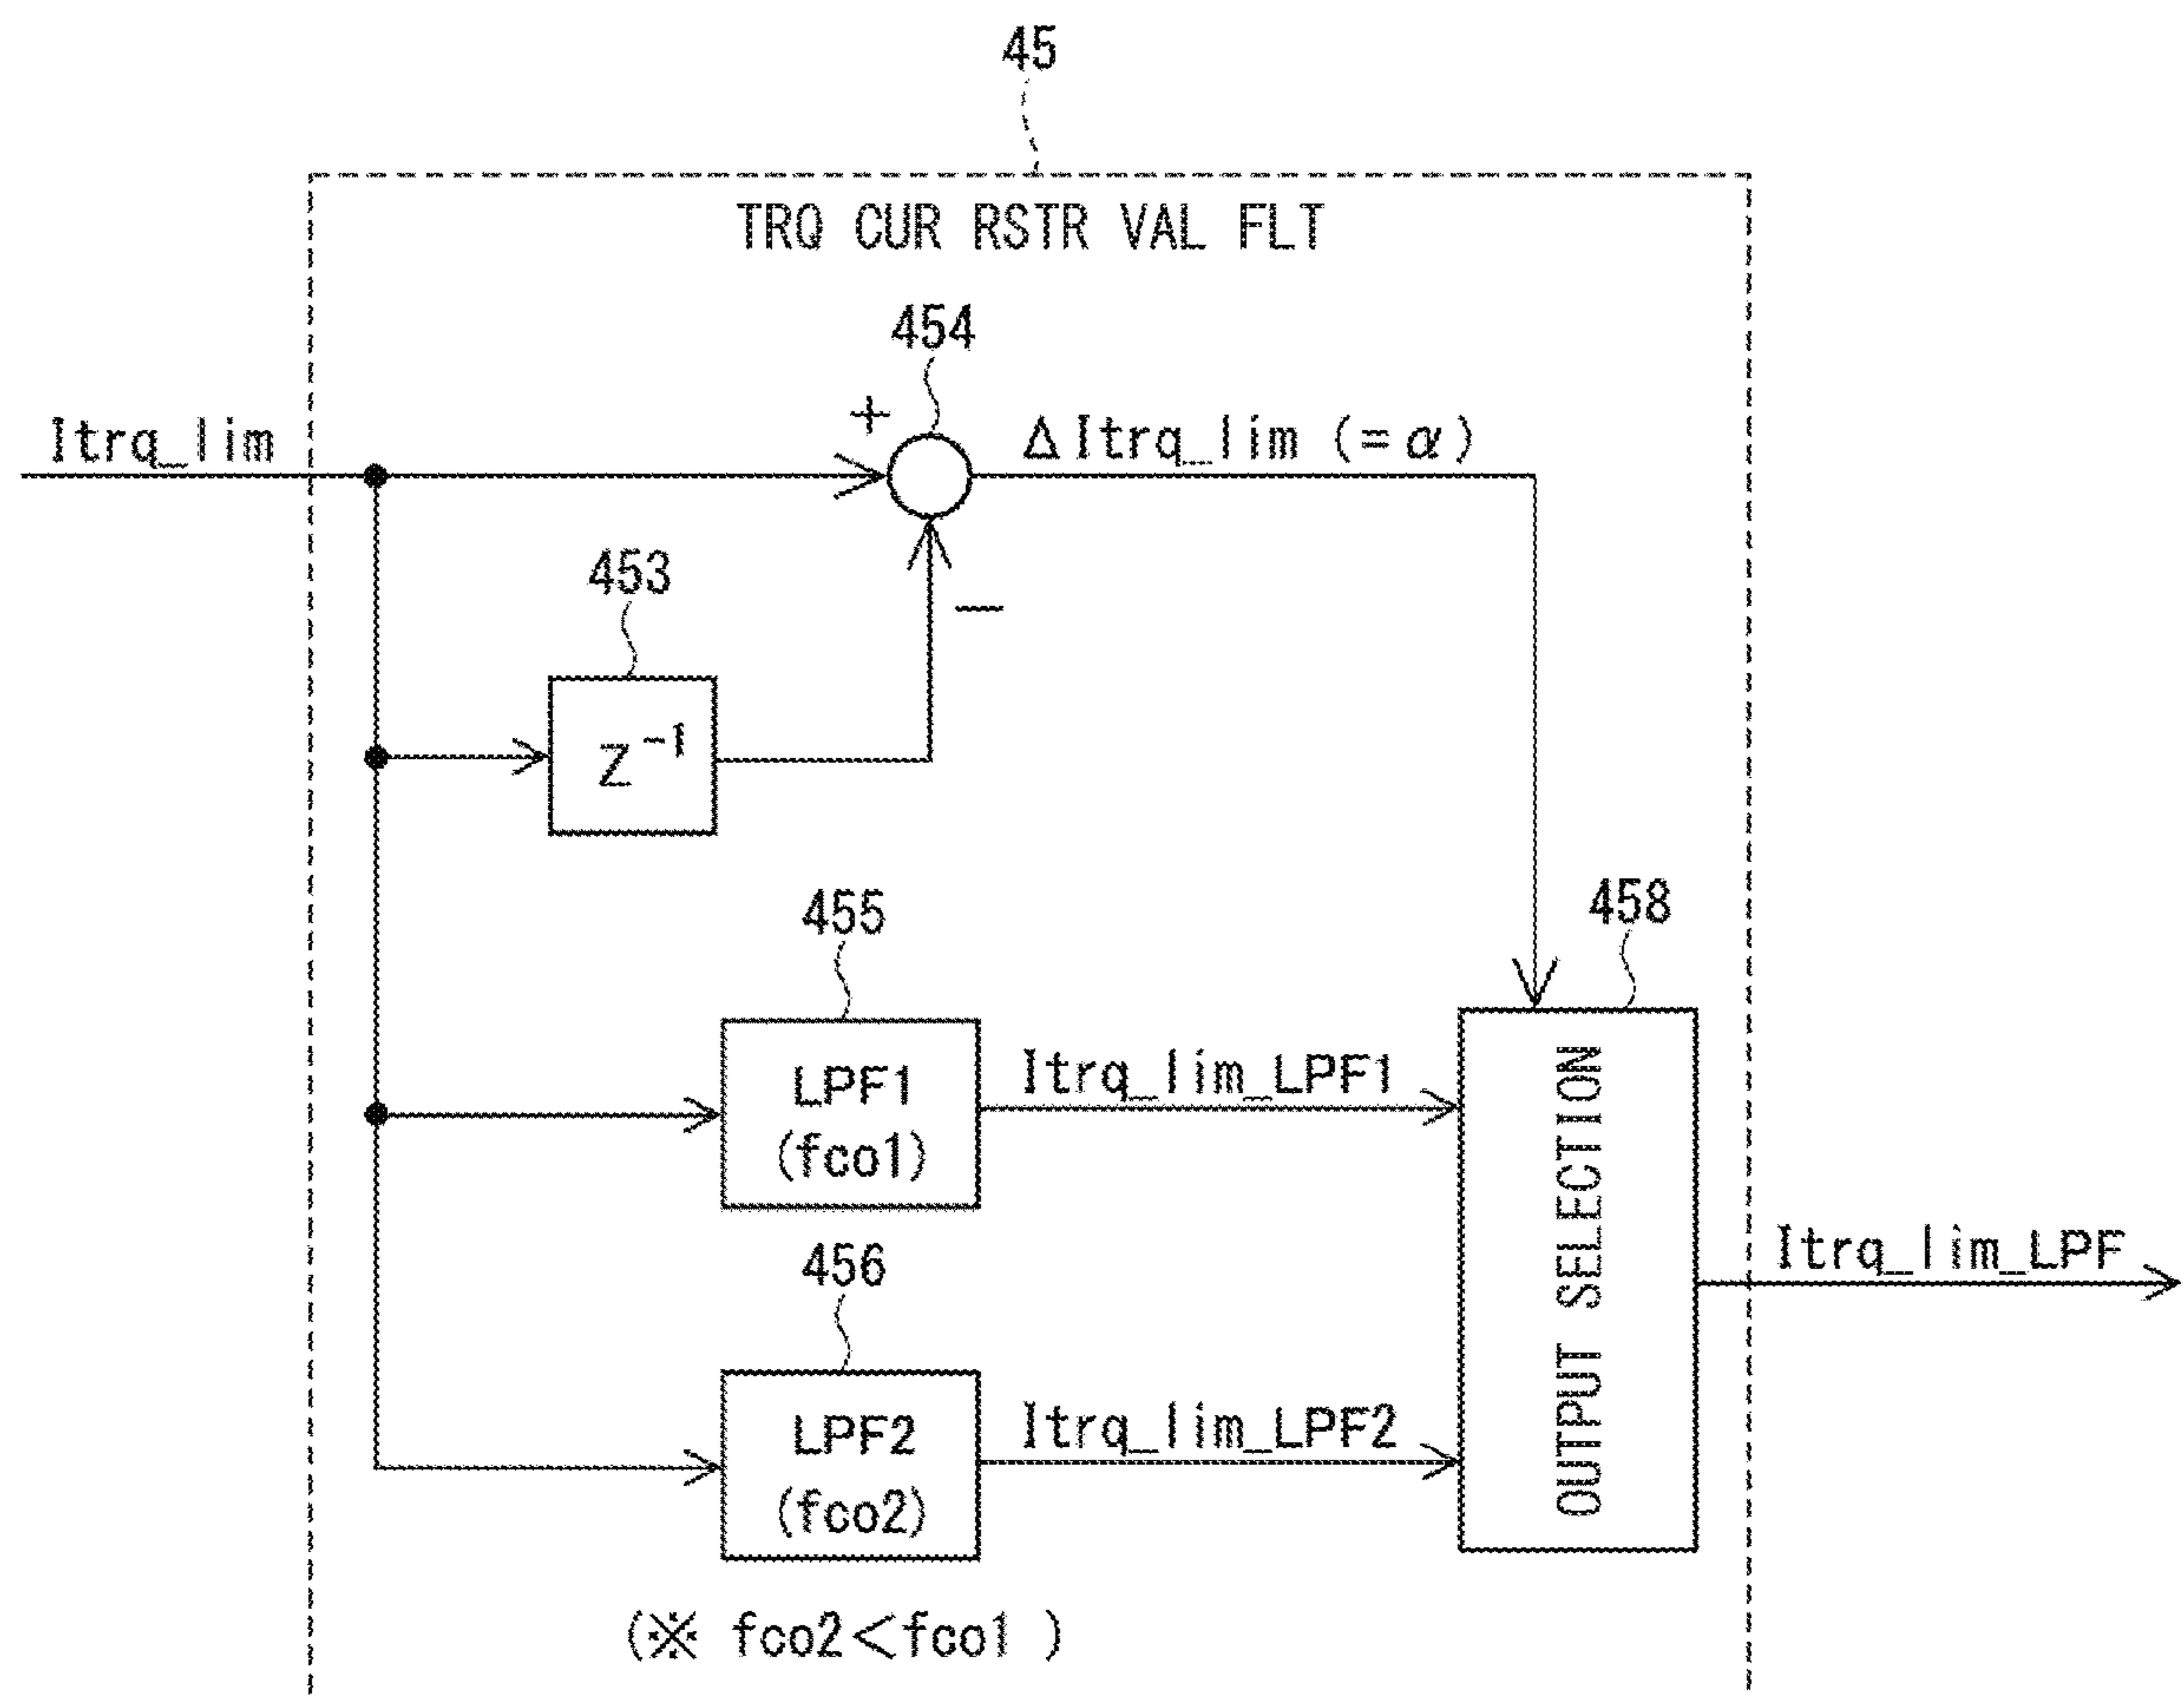 45
TRQ CUR RSTR VAL FLT
454
Itrq_lim
+
ΔItrq_lim (=α)
453
−
Z⁻¹
455
458
LPF1
(fco1)
Itrq_lim_LPF1
OUTPUT SELECTION
456
Itrq_lim_LPF
LPF2
(fco2)
Itrq_lim_LPF2
(※ fco2<fco1 )